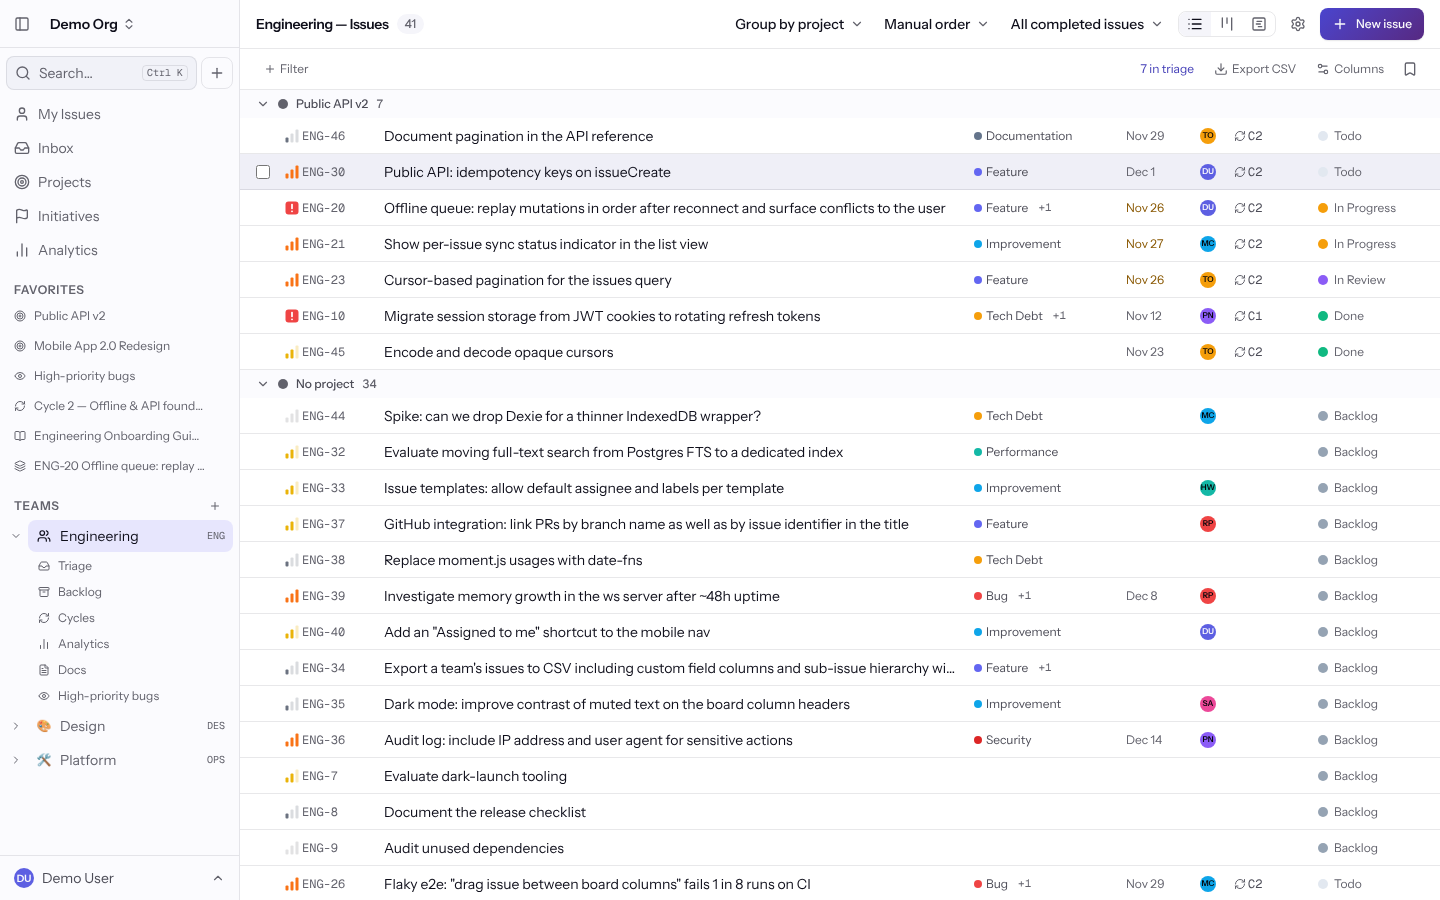 Demo Org
Search...
Ctrl K
My Issues
Inbox
Projects
Initiatives
Analytics
FAVORITES
Public API v2
Mobile App 2.0 Redesign
High-priority bugs
Cycle 2 — Offline & API found...
Engineering Onboarding Gui...
ENG-20 Offline queue: replay ...
TEAMS
Engineering ENG
Triage
Backlog
Cycles
Analytics
Docs
High-priority bugs
Design DES
Platform OPS
DU Demo User
Engineering — Issues 41
Group by project
Manual order
All completed issues
New issue
Filter
7 in triage
Export CSV
Columns
Public API v2 7
ENG-46 Document pagination in the API reference Documentation Nov 29 TO C2 Todo
ENG-30 Public API: idempotency keys on issueCreate Feature Dec 1 DU C2 Todo
ENG-20 Offline queue: replay mutations in order after reconnect and surface conflicts to the user Feature +1 Nov 26 DU C2 In Progress
ENG-21 Show per-issue sync status indicator in the list view Improvement Nov 27 MC C2 In Progress
ENG-23 Cursor-based pagination for the issues query Feature Nov 26 TO C2 In Review
ENG-10 Migrate session storage from JWT cookies to rotating refresh tokens Tech Debt +1 Nov 12 PN C1 Done
ENG-45 Encode and decode opaque cursors Nov 23 TO C2 Done
No project 34
ENG-44 Spike: can we drop Dexie for a thinner IndexedDB wrapper? Tech Debt MC Backlog
ENG-32 Evaluate moving full-text search from Postgres FTS to a dedicated index Performance Backlog
ENG-33 Issue templates: allow default assignee and labels per template Improvement HW Backlog
ENG-37 GitHub integration: link PRs by branch name as well as by issue identifier in the title Feature RP Backlog
ENG-38 Replace moment.js usages with date-fns Tech Debt Backlog
ENG-39 Investigate memory growth in the ws server after ~48h uptime Bug +1 Dec 8 RP Backlog
ENG-40 Add an "Assigned to me" shortcut to the mobile nav Improvement DU Backlog
ENG-34 Export a team's issues to CSV including custom field columns and sub-issue hierarchy wi... Feature +1 Backlog
ENG-35 Dark mode: improve contrast of muted text on the board column headers Improvement SA Backlog
ENG-36 Audit log: include IP address and user agent for sensitive actions Security Dec 14 PN Backlog
ENG-7 Evaluate dark-launch tooling Backlog
ENG-8 Document the release checklist Backlog
ENG-9 Audit unused dependencies Backlog
ENG-26 Flaky e2e: "drag issue between board columns" fails 1 in 8 runs on CI Bug +1 Nov 29 MC C2 Todo